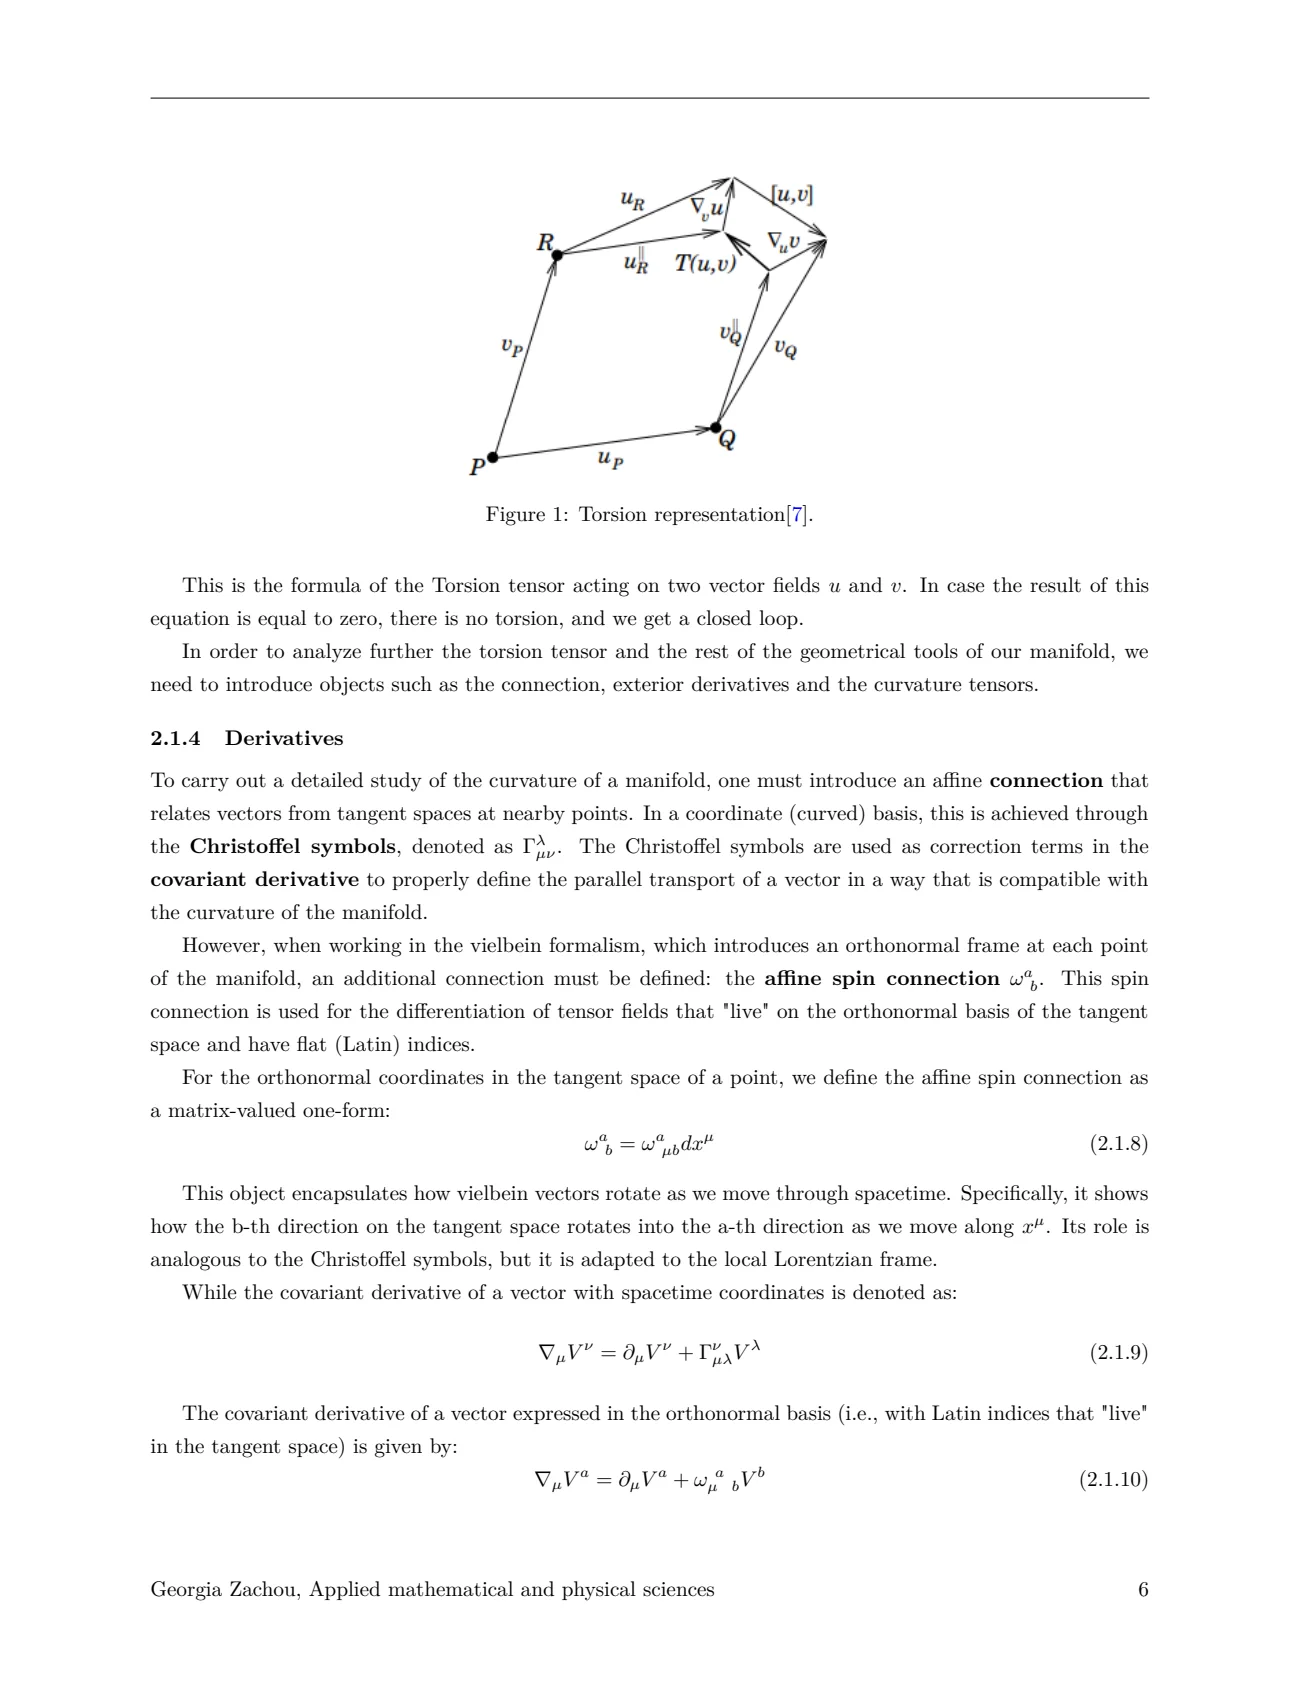 u_R
∇_v u
[u,v]
R
u^∥_R
T(u,v)
∇_u v
v_P
v^∥_Q
v_Q
P
u_P
Q
Figure 1: Torsion representation[7].
This is the formula of the Torsion tensor acting on two vector fields u and v. In case the result of this
equation is equal to zero, there is no torsion, and we get a closed loop.
In order to analyze further the torsion tensor and the rest of the geometrical tools of our manifold, we
need to introduce objects such as the connection, exterior derivatives and the curvature tensors.
2.1.4 Derivatives
To carry out a detailed study of the curvature of a manifold, one must introduce an affine connection that
relates vectors from tangent spaces at nearby points. In a coordinate (curved) basis, this is achieved through
the Christoffel symbols, denoted as Γ^λ_{μν}. The Christoffel symbols are used as correction terms in the
covariant derivative to properly define the parallel transport of a vector in a way that is compatible with
the curvature of the manifold.
However, when working in the vielbein formalism, which introduces an orthonormal frame at each point
of the manifold, an additional connection must be defined: the affine spin connection ω^a_b. This spin
connection is used for the differentiation of tensor fields that "live" on the orthonormal basis of the tangent
space and have flat (Latin) indices.
For the orthonormal coordinates in the tangent space of a point, we define the affine spin connection as
a matrix-valued one-form:
ω^a_b = ω^a_{μb} dx^μ (2.1.8)
This object encapsulates how vielbein vectors rotate as we move through spacetime. Specifically, it shows
how the b-th direction on the tangent space rotates into the a-th direction as we move along x^μ. Its role is
analogous to the Christoffel symbols, but it is adapted to the local Lorentzian frame.
While the covariant derivative of a vector with spacetime coordinates is denoted as:
∇_μ V^ν = ∂_μ V^ν + Γ^ν_{μλ} V^λ (2.1.9)
The covariant derivative of a vector expressed in the orthonormal basis (i.e., with Latin indices that "live"
in the tangent space) is given by:
∇_μ V^a = ∂_μ V^a + ω_μ^a_b V^b (2.1.10)
Georgia Zachou, Applied mathematical and physical sciences 6